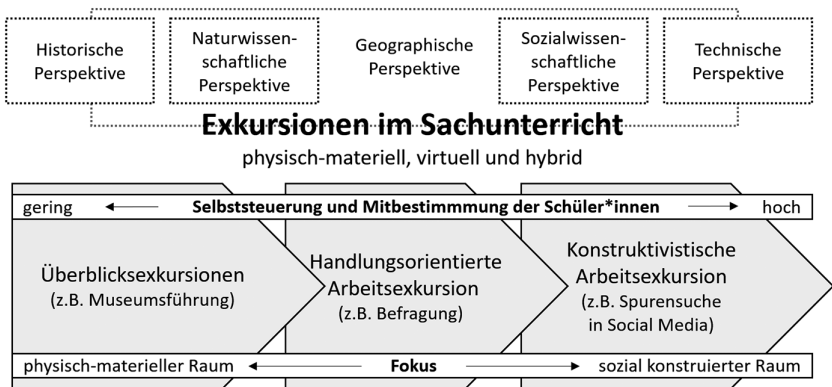 Historische
Perspektive
Naturwissen-
schaftliche
Perspektive
Geographische
Perspektive
Sozialwissen-
schaftliche
Perspektive
Technische
Perspektive
Exkursionen im Sachunterricht
physisch-materiell, virtuell und hybrid
gering Selbststeuerung und Mitbestimmmung der Schüler*innen hoch
Überblicksexkursionen
(z.B. Museumsführung)
Handlungsorientierte
Arbeitsexkursion
(z.B. Befragung)
Konstruktivistische
Arbeitsexkursion
(z.B. Spurensuche
in Social Media)
physisch-materieller Raum Fokus sozial konstruierter Raum